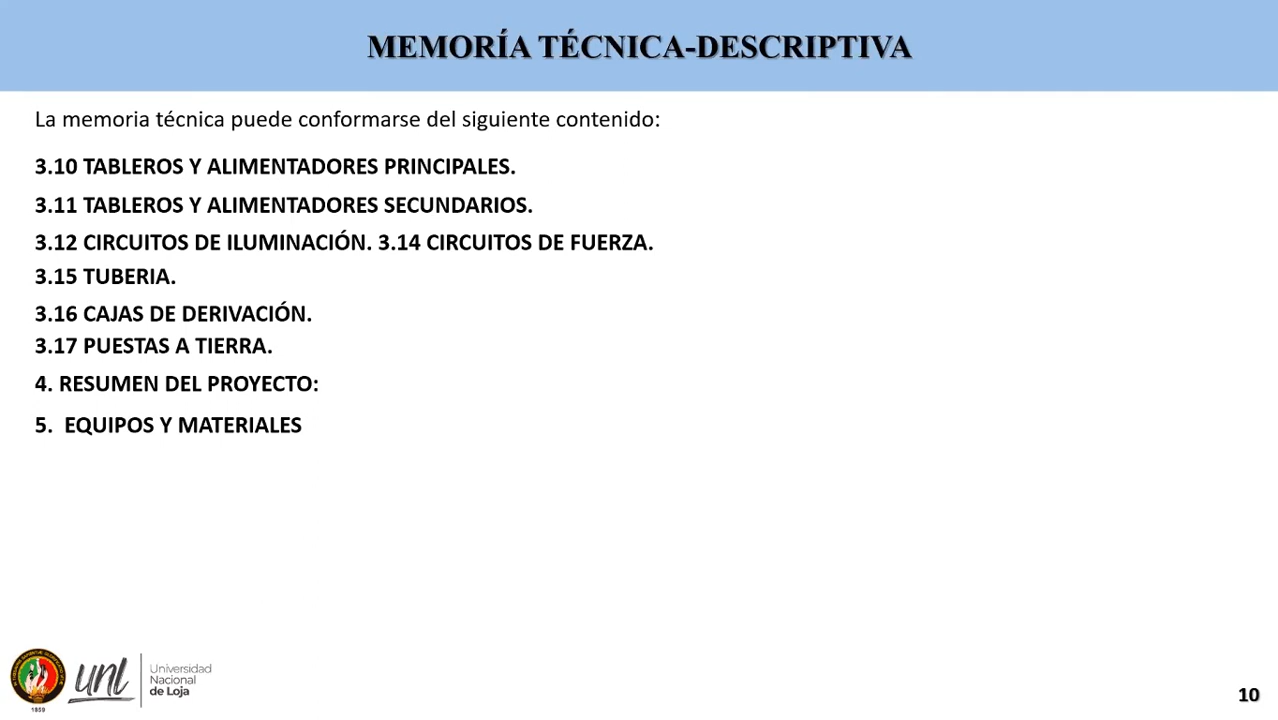 MEMORÍA TÉCNICA-DESCRIPTIVA
La memoria técnica puede conformarse del siguiente contenido:
3.10 TABLEROS Y ALIMENTADORES PRINCIPALES.
3.11 TABLEROS Y ALIMENTADORES SECUNDARIOS.
3.12 CIRCUITOS DE ILUMINACIÓN. 3.14 CIRCUITOS DE FUERZA.
3.15 TUBERIA.
3.16 CAJAS DE DERIVACIÓN.
3.17 PUESTAS A TIERRA.
4. RESUMEN DEL PROYECTO:
5. EQUIPOS Y MATERIALES
1859
unl
Universidad
Nacional
de Loja
10